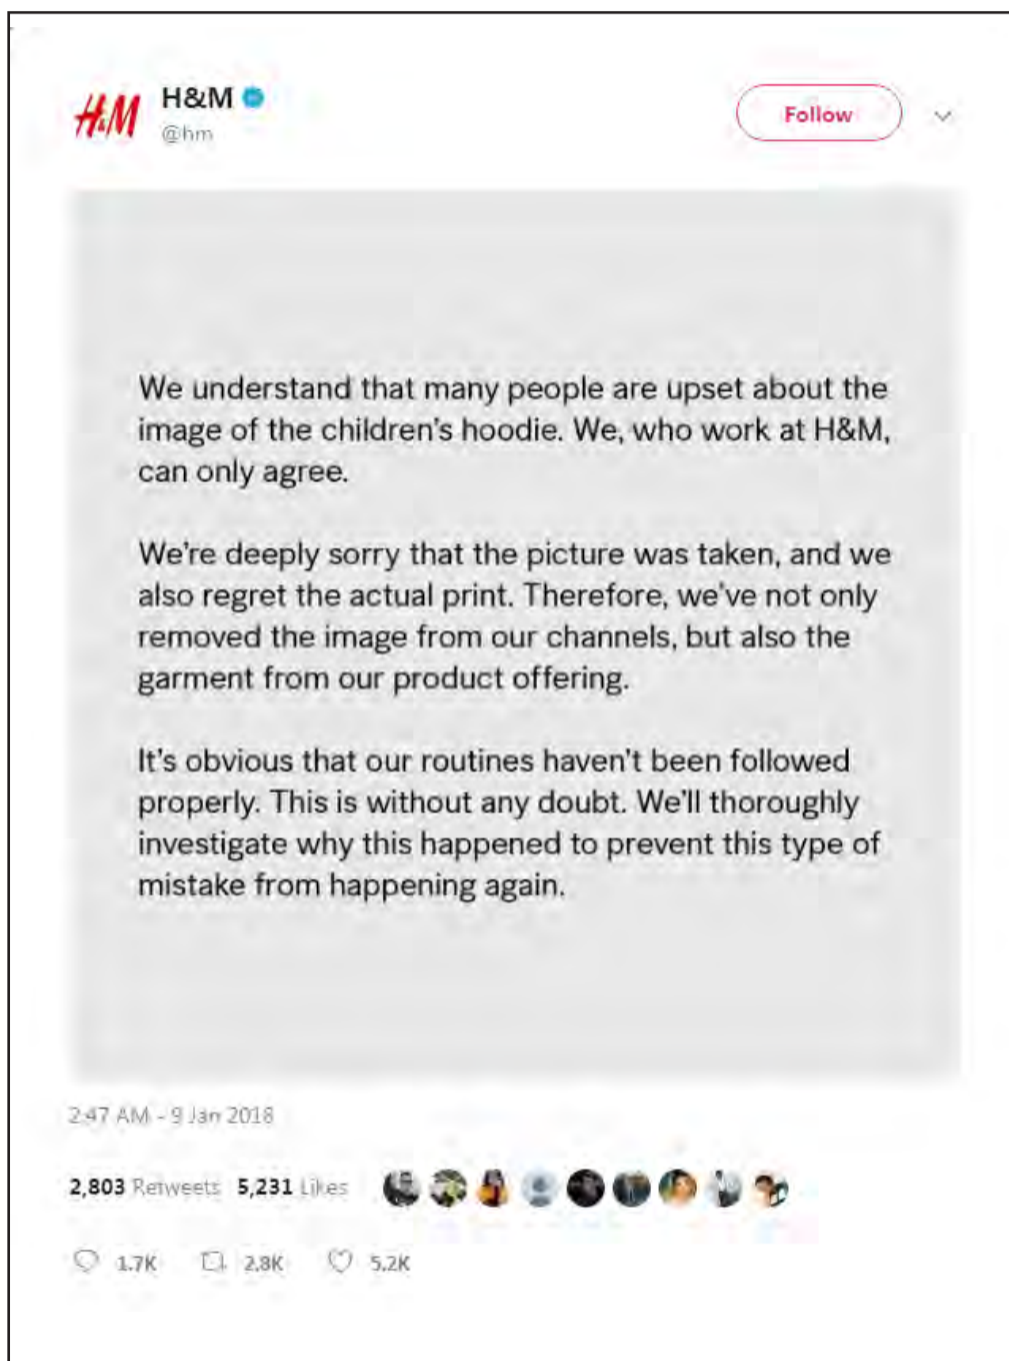 H&M
H&M
@hm
Follow
We understand that many people are upset about the
image of the children's hoodie. We, who work at H&M,
can only agree.
We're deeply sorry that the picture was taken, and we
also regret the actual print. Therefore, we've not only
removed the image from our channels, but also the
garment from our product offering.
It's obvious that our routines haven't been followed
properly. This is without any doubt. We'll thoroughly
investigate why this happened to prevent this type of
mistake from happening again.
2:47 AM - 9 Jan 2018
2,803 Retweets 5,231 Likes
1.7K 2.8K 5.2K